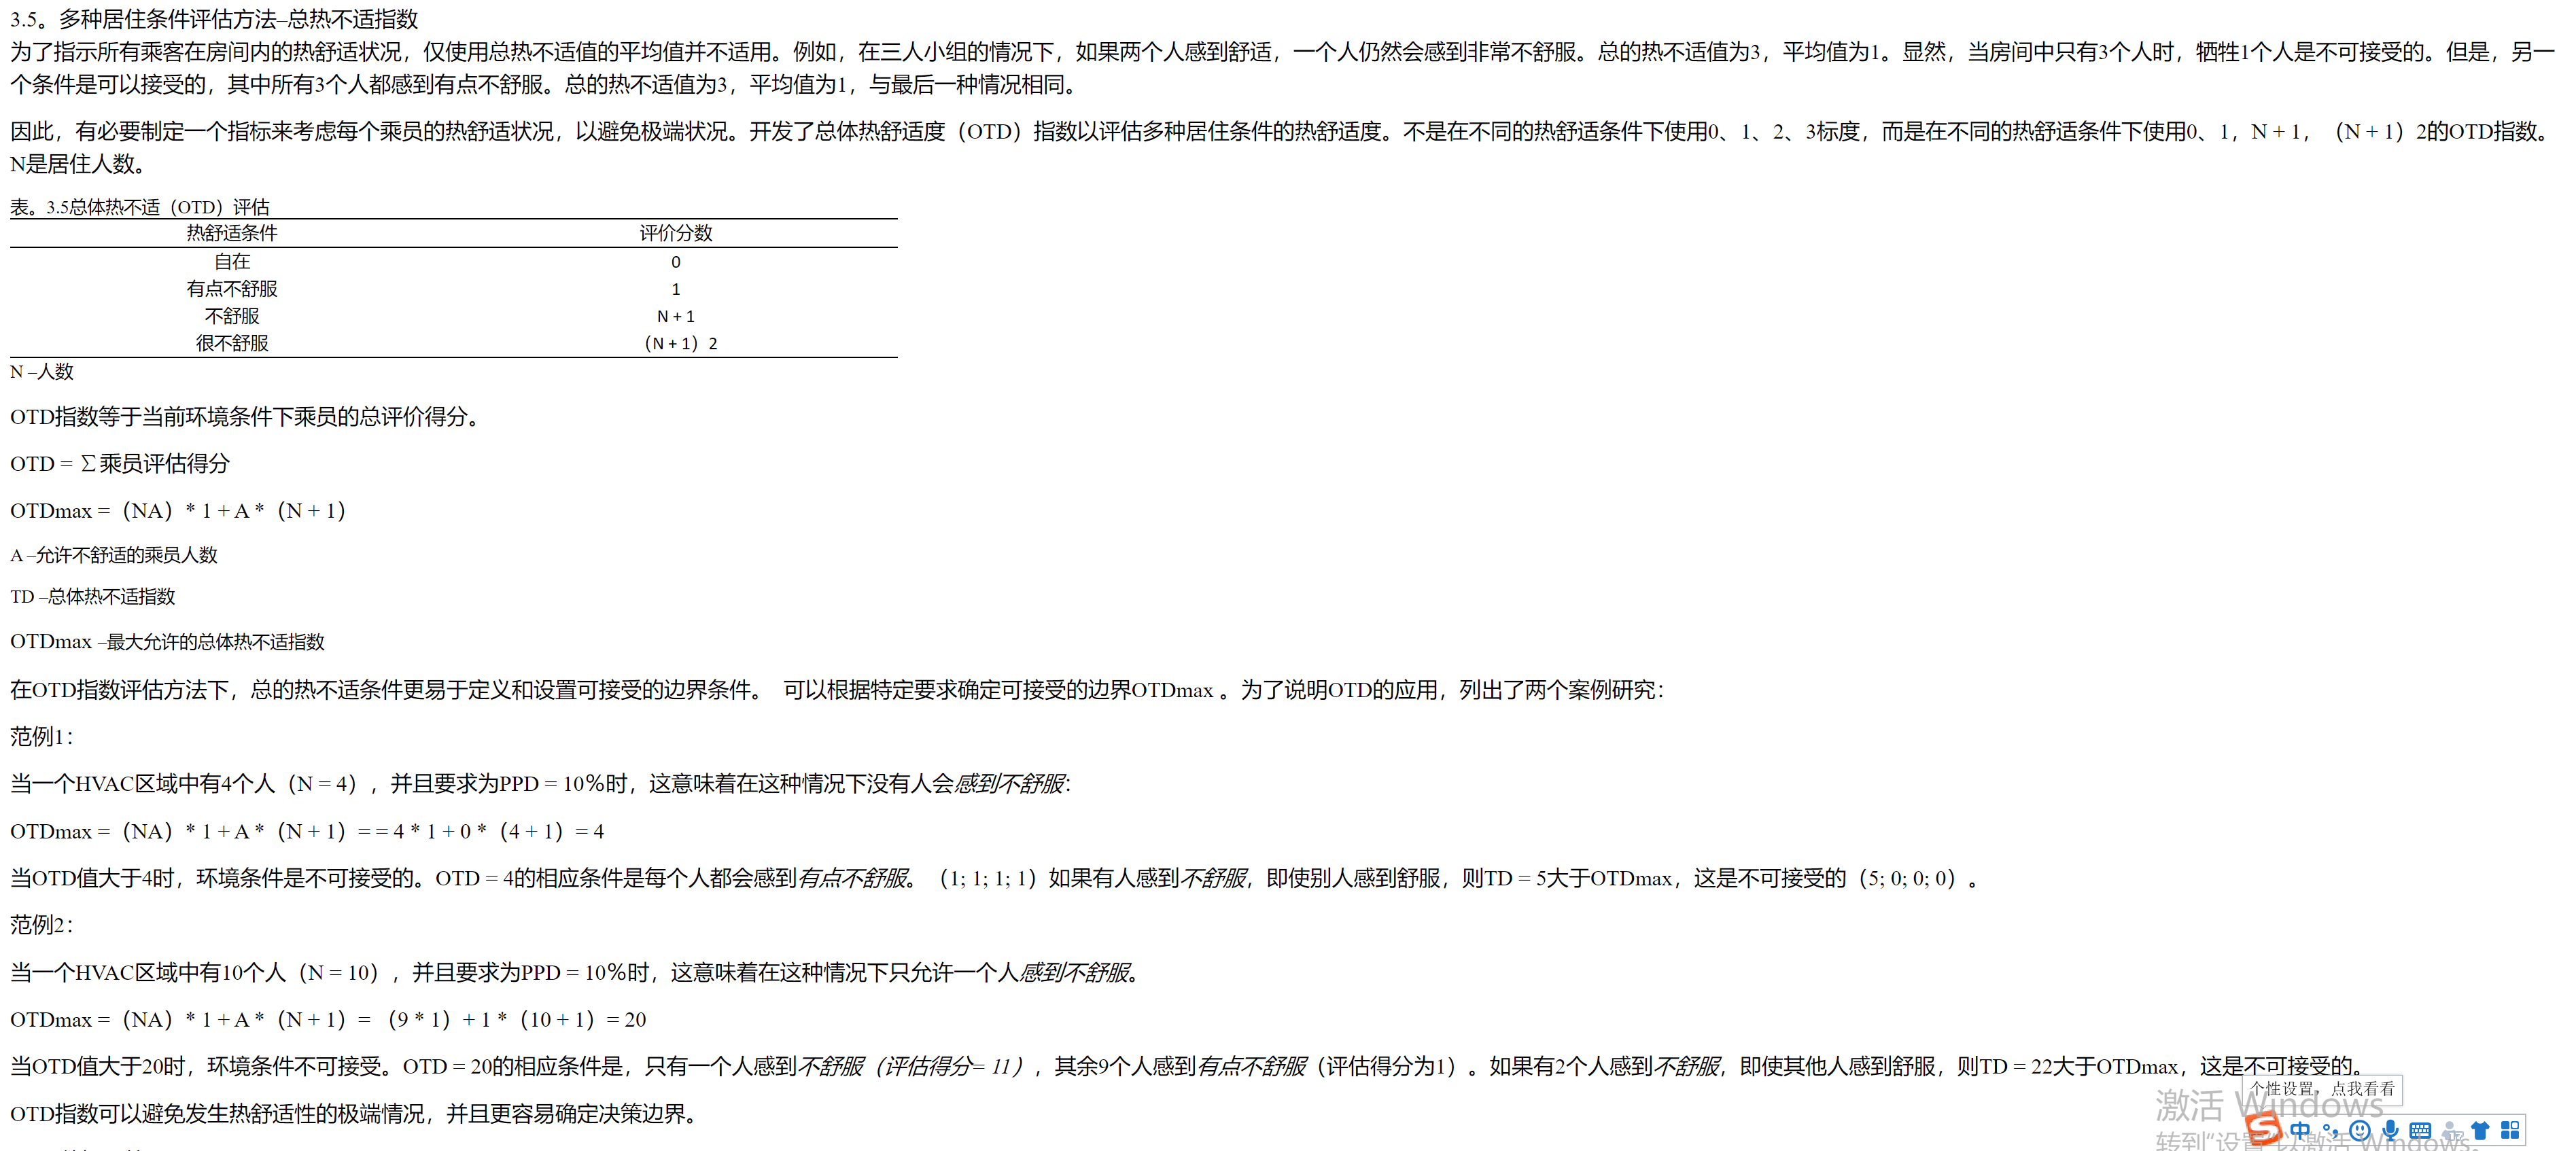 3.5。多种居住条件评估方法–总热不适指数
为了指示所有乘客在房间内的热舒适状况，仅使用总热不适值的平均值并不适用。例如，在三人小组的情况下，如果两个人感到舒适，一个人仍然会感到非常不舒服。总的热不适值为3，平均值为1。显然，当房间中只有3个人时，牺牲1个人是不可接受的。但是，另一
个条件是可以接受的，其中所有3个人都感到有点不舒服。总的热不适值为3，平均值为1，与最后一种情况相同。
因此，有必要制定一个指标来考虑每个乘员的热舒适状况，以避免极端状况。开发了总体热舒适度（OTD）指数以评估多种居住条件的热舒适度。不是在不同的热舒适条件下使用0、1、2、3标度，而是在不同的热舒适条件下使用0、1，N + 1，（N + 1）2的OTD指数。
N是居住人数。
表。3.5总体热不适（OTD）评估
热舒适条件 评价分数
自在 0
有点不舒服 1
不舒服 N + 1
很不舒服 （N + 1）2
N –人数
OTD指数等于当前环境条件下乘员的总评价得分。
OTD = ∑乘员评估得分
OTDmax =（NA）* 1 + A *（N + 1）
A –允许不舒适的乘员人数
TD –总体热不适指数
OTDmax –最大允许的总体热不适指数
在OTD指数评估方法下，总的热不适条件更易于定义和设置可接受的边界条件。 可以根据特定要求确定可接受的边界OTDmax 。为了说明OTD的应用，列出了两个案例研究：
范例1：
当一个HVAC区域中有4个人（N = 4），并且要求为PPD = 10％时，这意味着在这种情况下没有人会感到不舒服：
OTDmax =（NA）* 1 + A *（N + 1）= = 4 * 1 + 0 *（4 + 1）= 4
当OTD值大于4时，环境条件是不可接受的。OTD = 4的相应条件是每个人都会感到有点不舒服。（1; 1; 1; 1）如果有人感到不舒服，即使别人感到舒服，则TD = 5大于OTDmax，这是不可接受的（5; 0; 0; 0）。
范例2：
当一个HVAC区域中有10个人（N = 10），并且要求为PPD = 10％时，这意味着在这种情况下只允许一个人感到不舒服。
OTDmax =（NA）* 1 + A *（N + 1）= （9 * 1）+ 1 *（10 + 1）= 20
当OTD值大于20时，环境条件不可接受。OTD = 20的相应条件是，只有一个人感到不舒服（评估得分= 11），其余9个人感到有点不舒服（评估得分为1）。如果有2个人感到不舒服，即使其他人感到舒服，则TD = 22大于OTDmax，这是不可接受的。
OTD指数可以避免发生热舒适性的极端情况，并且更容易确定决策边界。
个性设置，点我看看
激活 Windows
转到“设置”以激活 Windows。
中